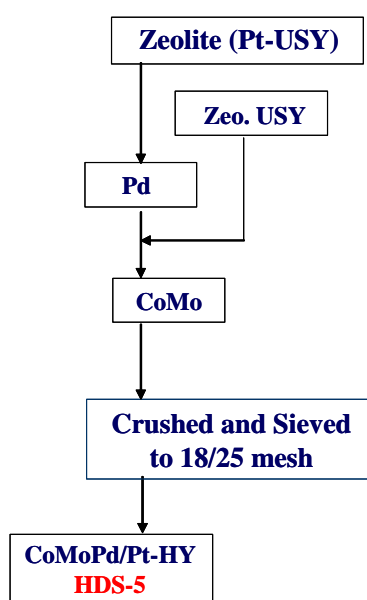 Zeolite (Pt-USY)
Zeo. USY
Pd
CoMo
Crushed and Sieved
to 18/25 mesh
CoMoPd/Pt-HY
HDS-5